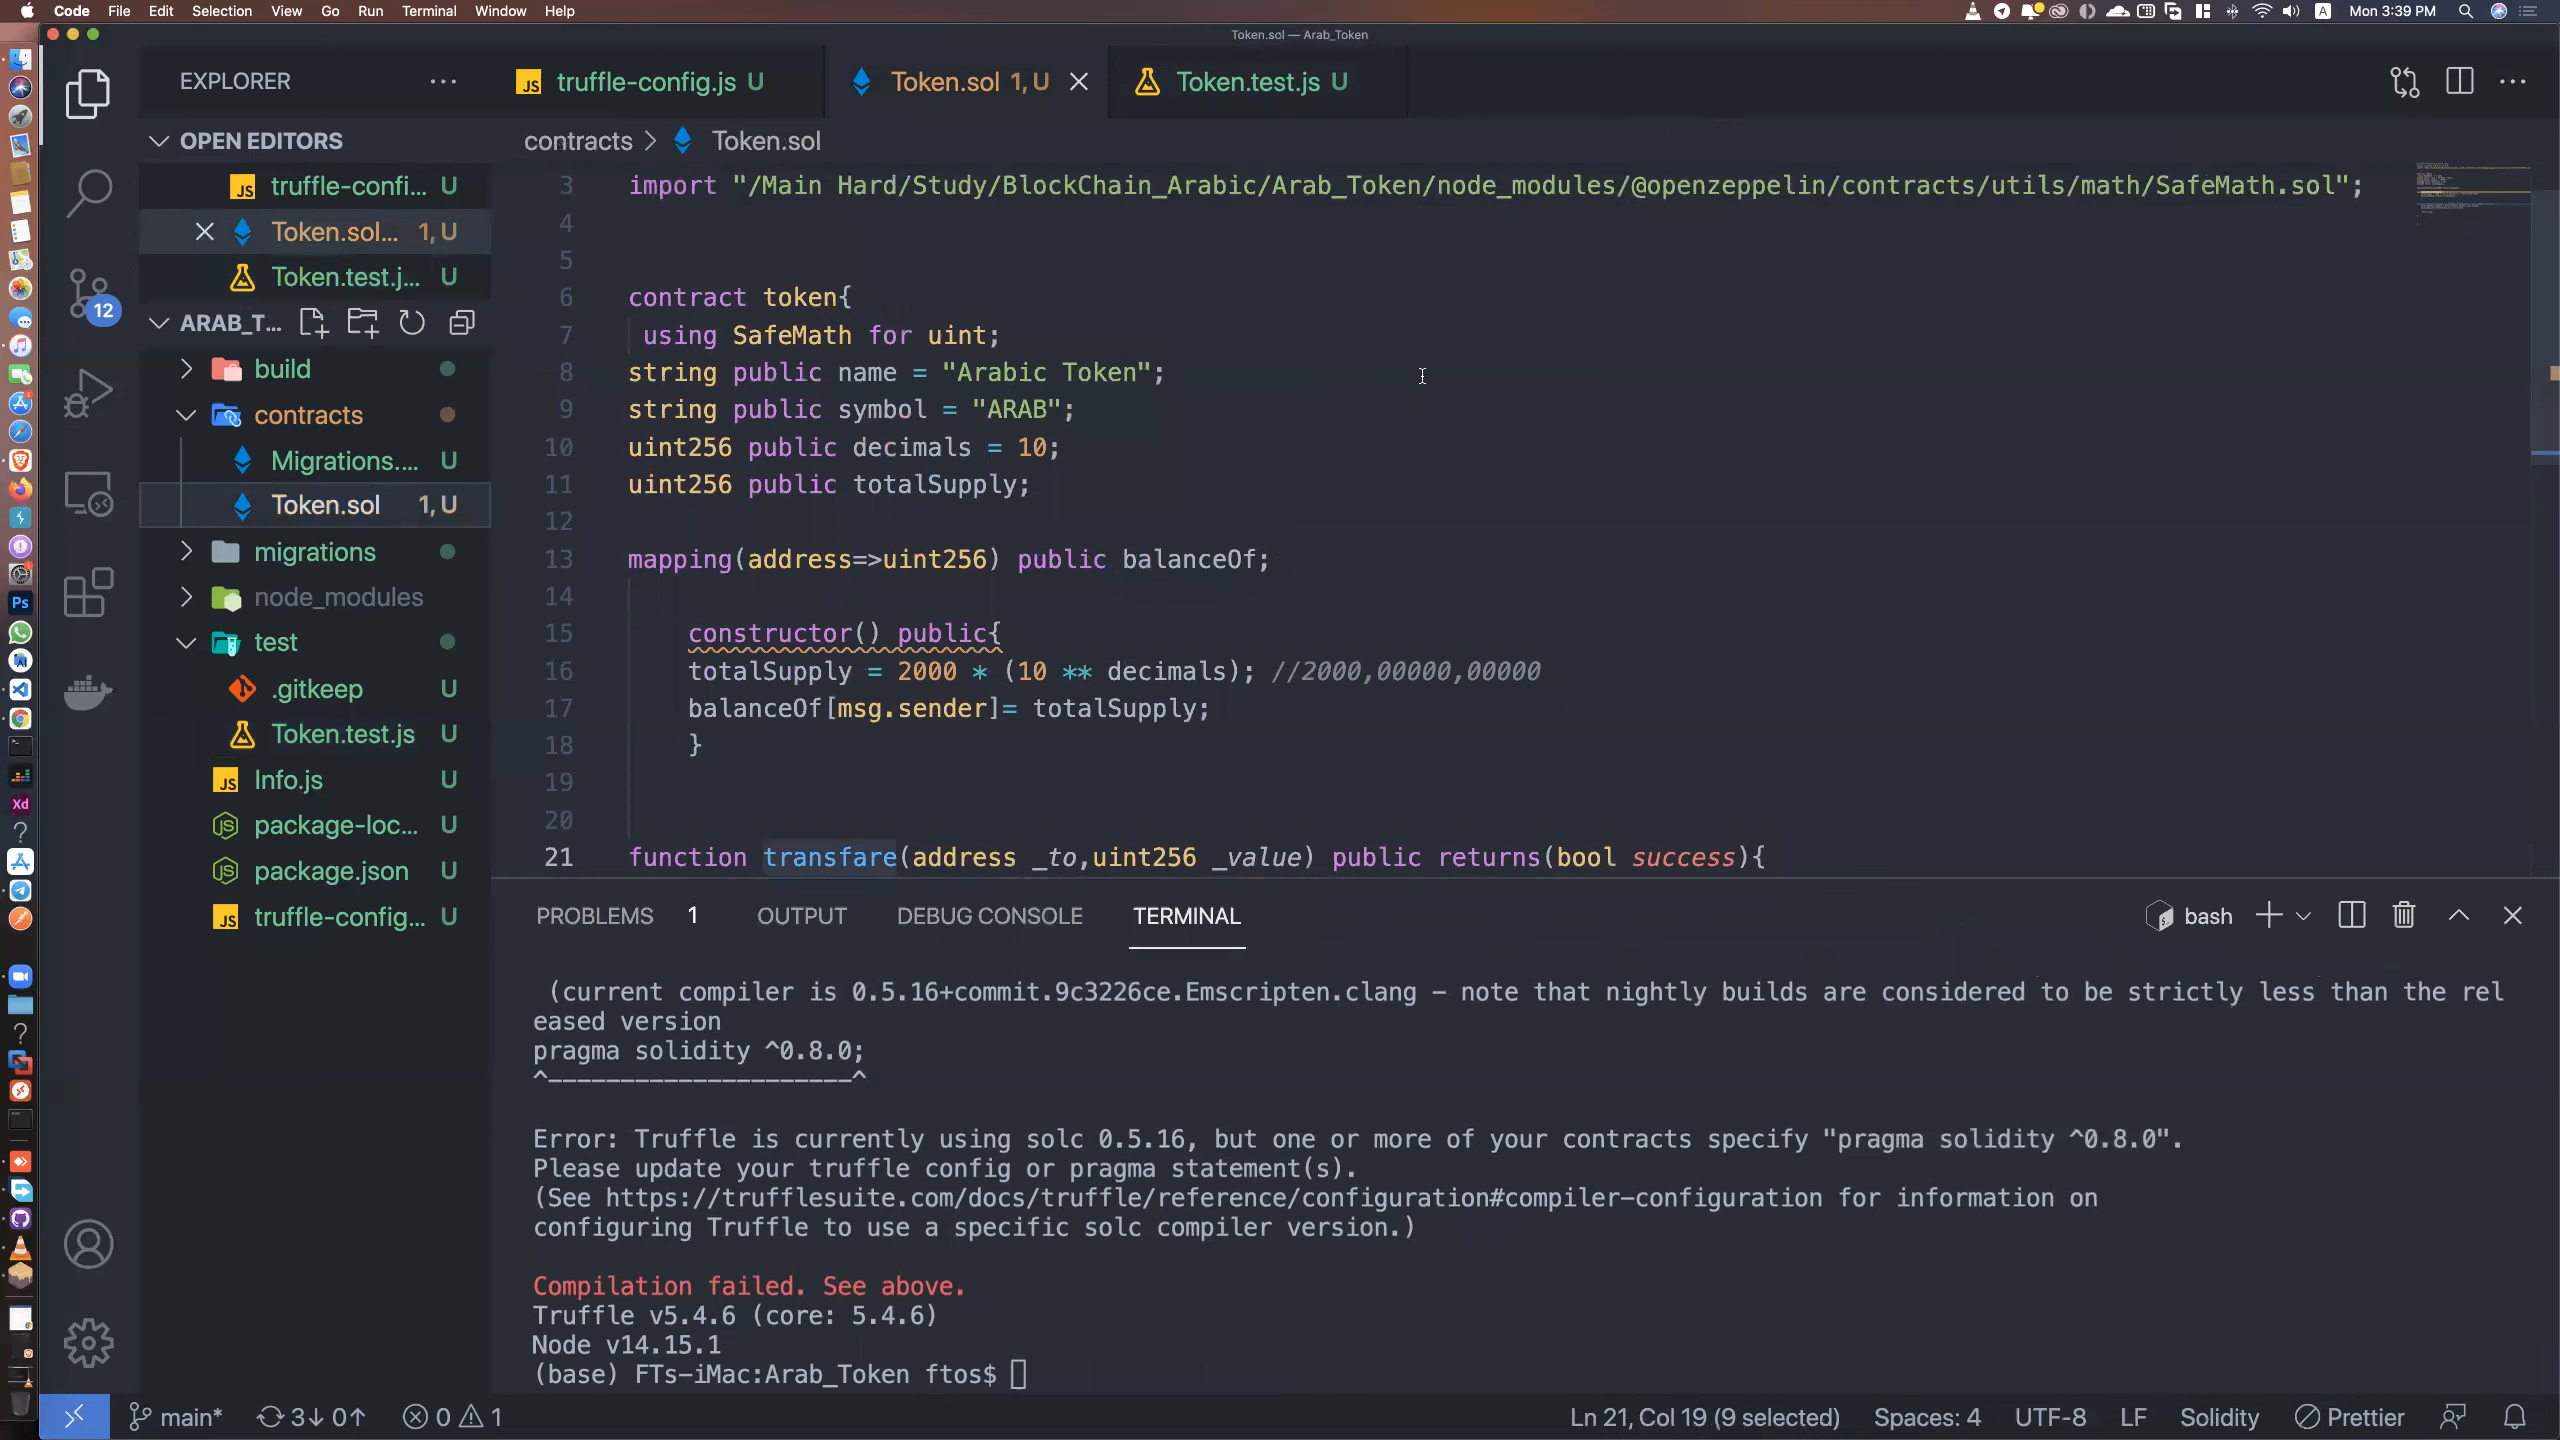 Code File Edit Selection View Go Run Terminal Window Help
A Mon 3:39 PM
Token.sol — Arab_Token
EXPLORER
truffle-config.js U
Token.sol 1, U
Token.test.js U
OPEN EDITORS
contracts > Token.sol
truffle-confi... U
Token.sol... 1, U
Token.test.j... U
12
ARAB_T...
build
contracts
Migrations.... U
Token.sol 1, U
migrations
node_modules
test
.gitkeep U
Token.test.js U
JS Info.js U
package-loc... U
package.json U
JS truffle-config... U
Ps
Xd
3 import "/Main Hard/Study/BlockChain_Arabic/Arab_Token/node_modules/@openzeppelin/contracts/utils/math/SafeMath.sol";
4
5
6 contract token{
7 using SafeMath for uint;
8 string public name = "Arabic Token";
9 string public symbol = "ARAB";
10 uint256 public decimals = 10;
11 uint256 public totalSupply;
12
13 mapping(address=>uint256) public balanceOf;
14
15 constructor() public{
16 totalSupply = 2000 * (10 ** decimals); //2000,00000,00000
17 balanceOf[msg.sender]= totalSupply;
18 }
19
20
21 function transfare(address _to,uint256 _value) public returns(bool success){
PROBLEMS 1 OUTPUT DEBUG CONSOLE TERMINAL
bash
(current compiler is 0.5.16+commit.9c3226ce.Emscripten.clang - note that nightly builds are considered to be strictly less than the rel
eased version
pragma solidity ^0.8.0;
^---------------------^
Error: Truffle is currently using solc 0.5.16, but one or more of your contracts specify "pragma solidity ^0.8.0".
Please update your truffle config or pragma statement(s).
(See https://trufflesuite.com/docs/truffle/reference/configuration#compiler-configuration for information on
configuring Truffle to use a specific solc compiler version.)
Compilation failed. See above.
Truffle v5.4.6 (core: 5.4.6)
Node v14.15.1
(base) FTs-iMac:Arab_Token ftos$
main* 3↓ 0↑ 0 1
Ln 21, Col 19 (9 selected) Spaces: 4 UTF-8 LF Solidity Prettier